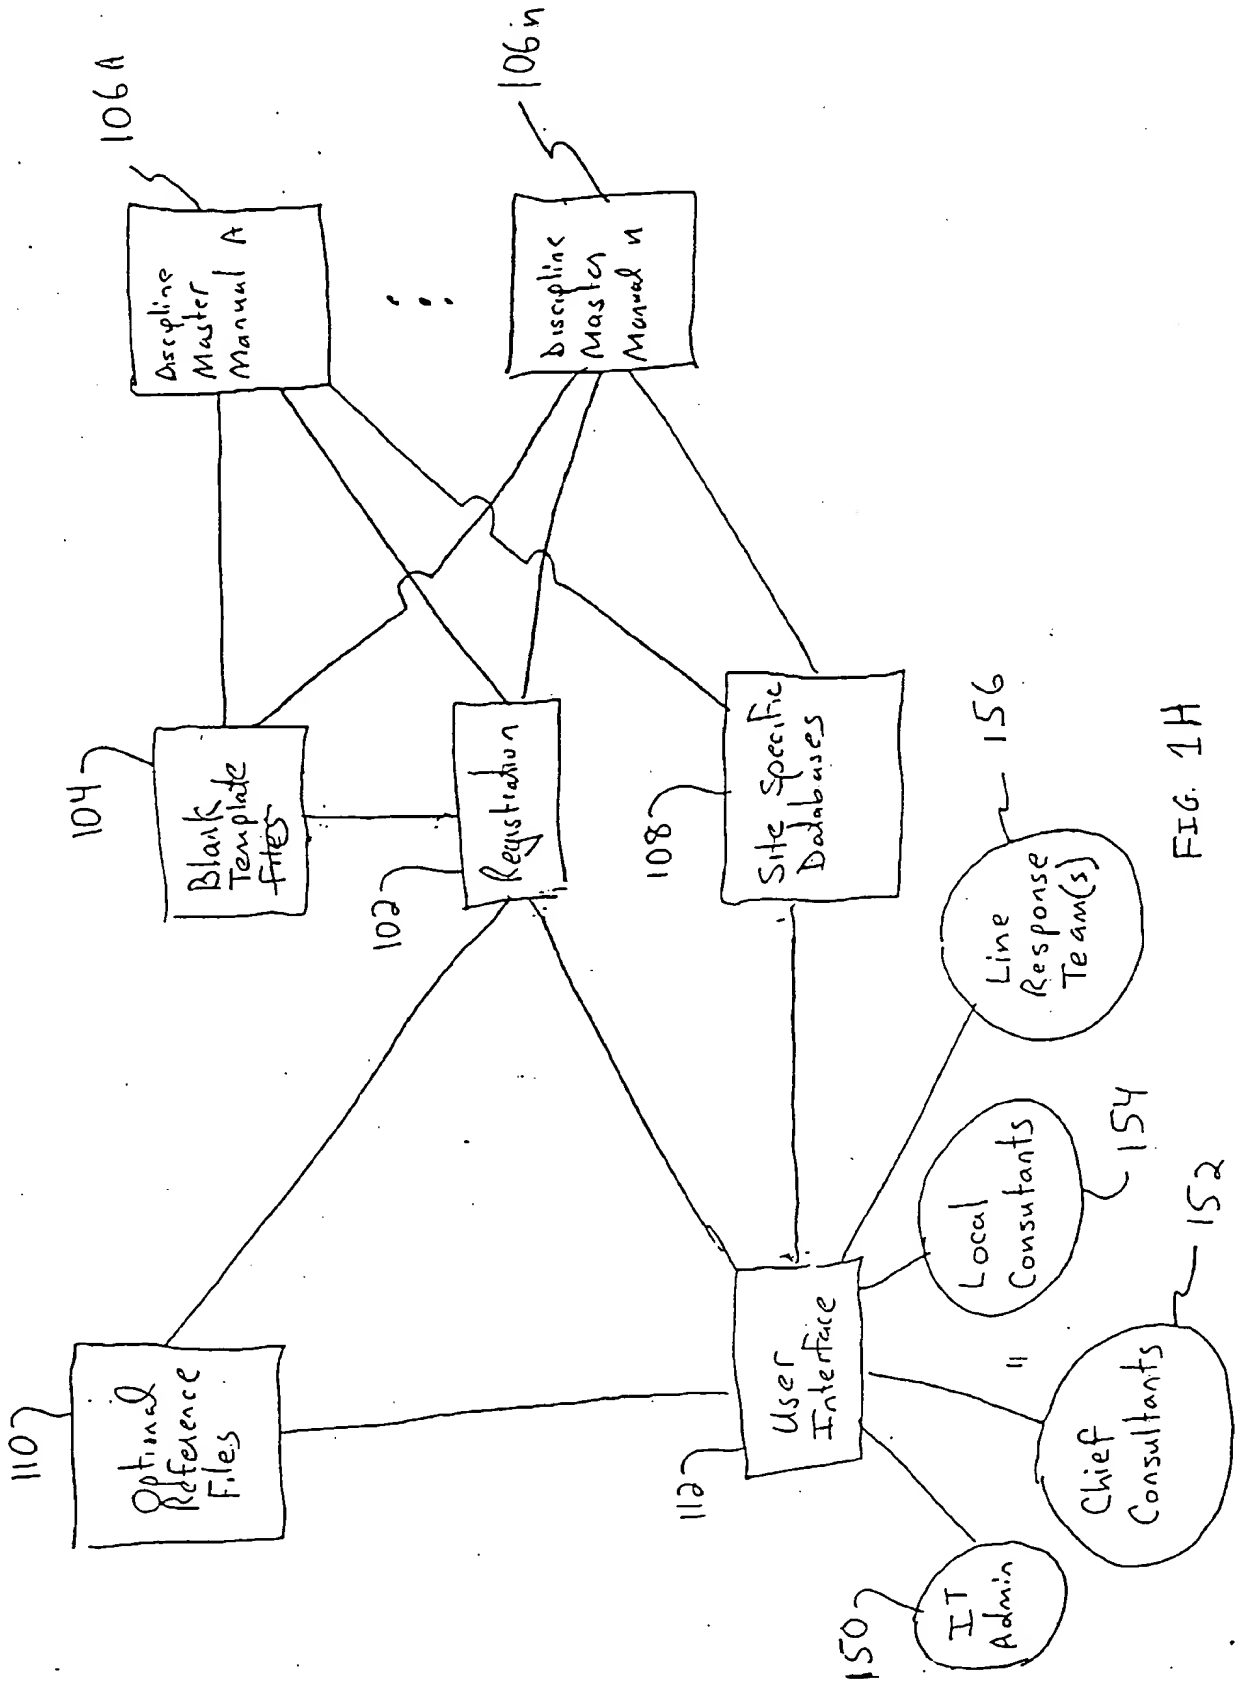 110
Optional
Reference
Files
104
Blank
Template
Files
106A
Discipline
Master
Manual A
102
Registration
106n
Discipline
Master
Manual n
112
User
Interface
108
Site Specific
Databases
150
IT
Admin
Chief
Consultants
152
Local
Consultants
154
Line
Response
Team(s)
156
FIG. 1H